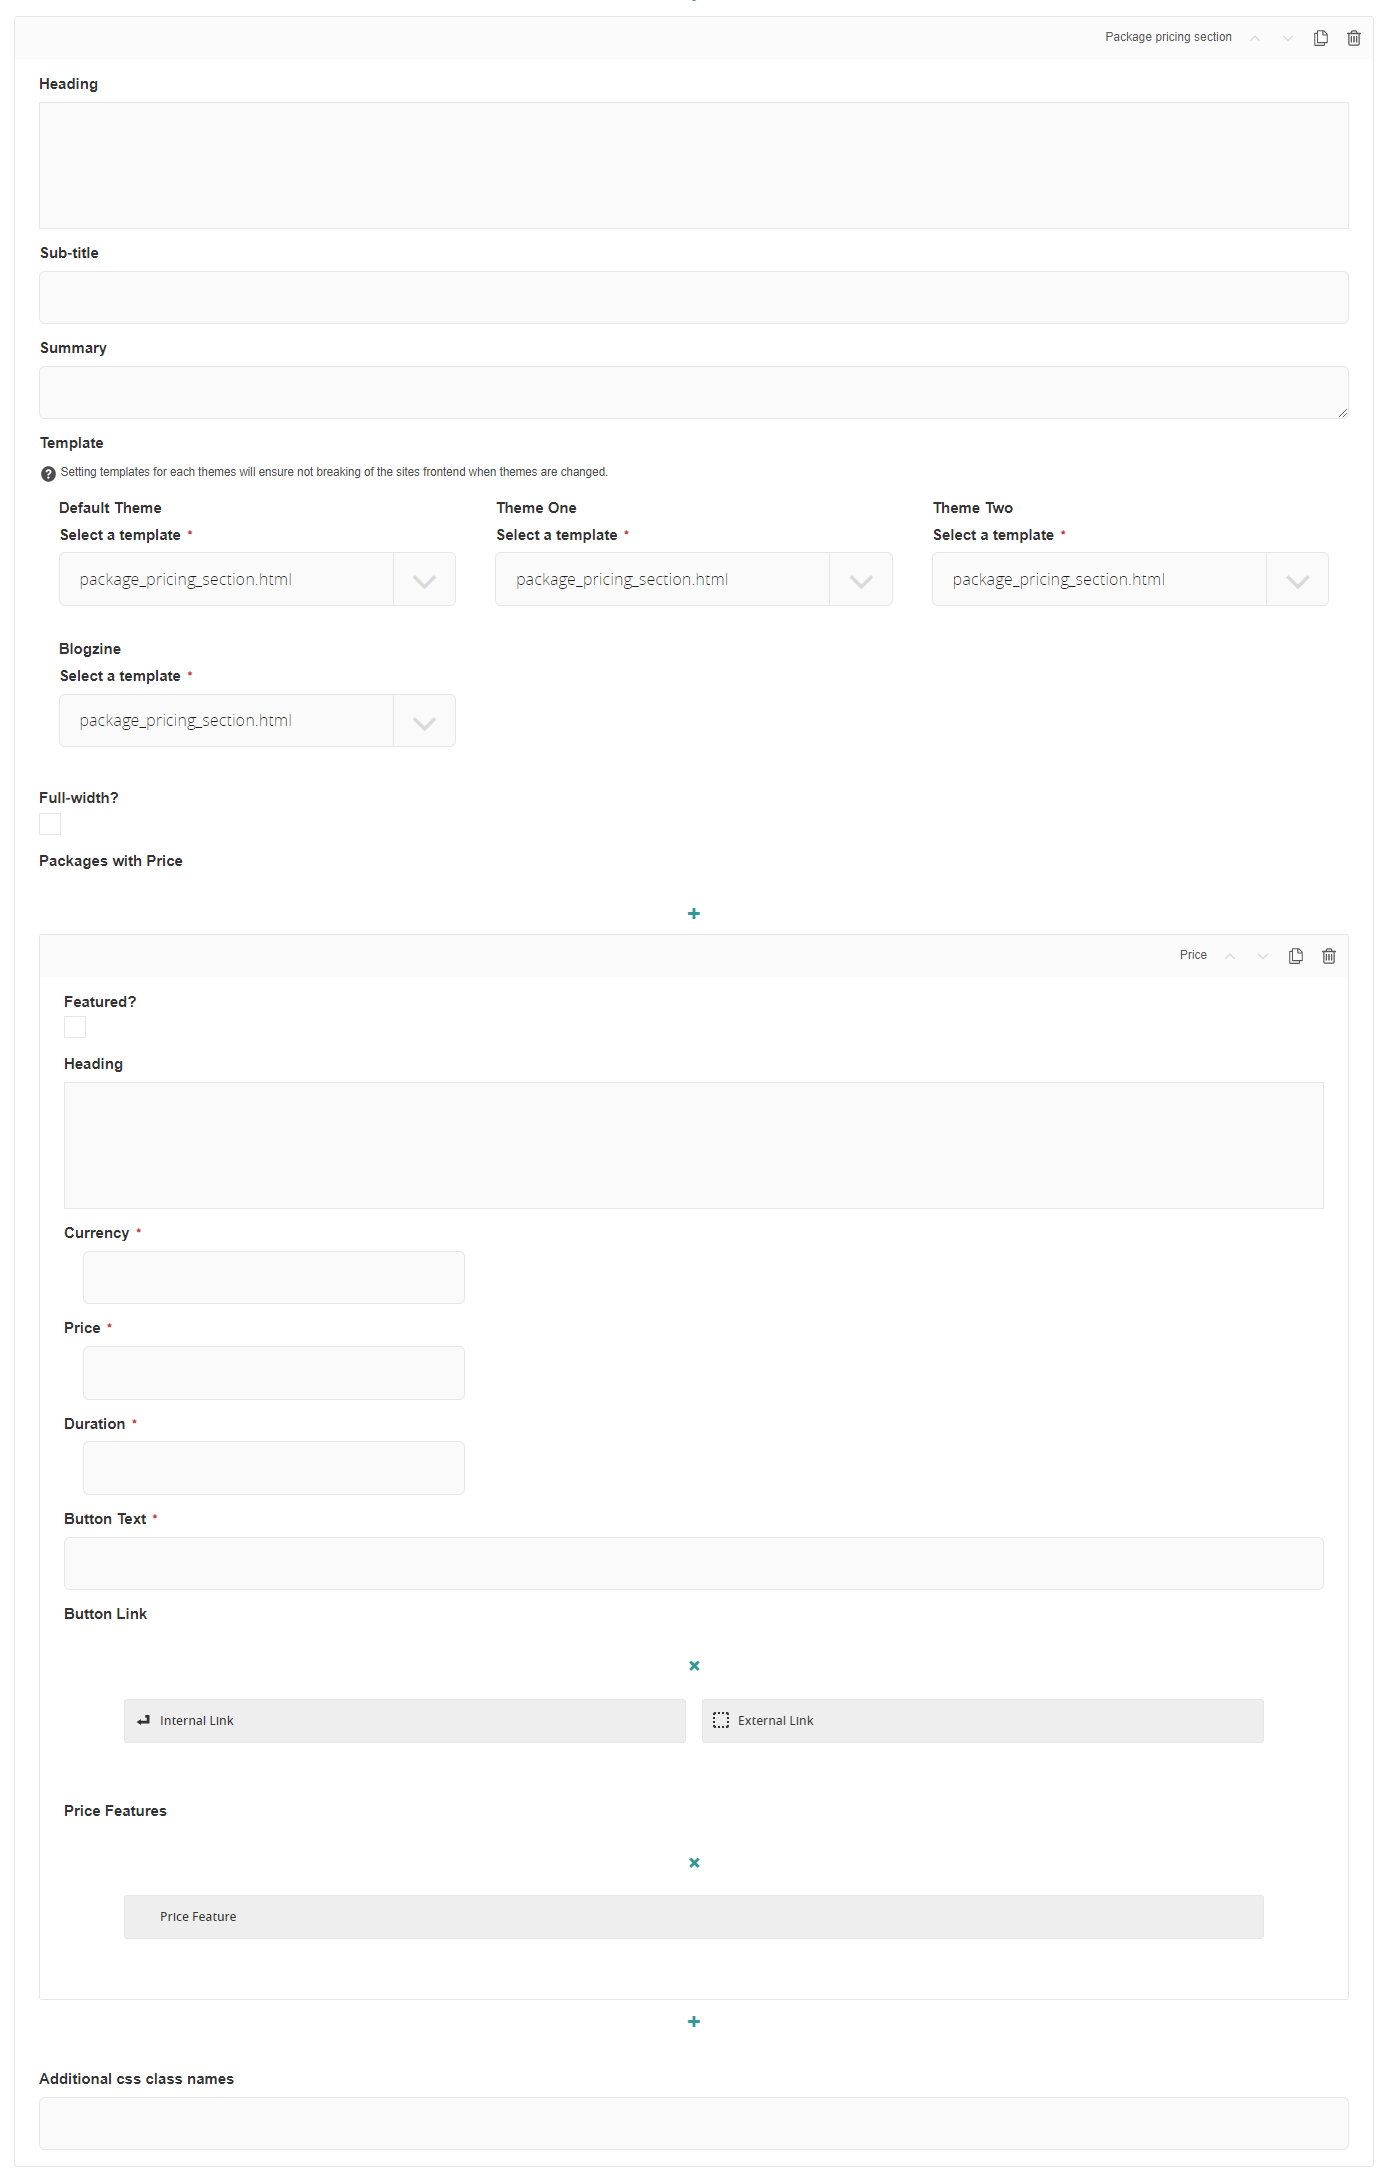 Package pricing section
Heading
Sub-title
Summary
Template
? Setting templates for each themes will ensure not breaking of the sites frontend when themes are changed.
Default Theme
Theme One
Theme Two
Select a template *
Select a template *
Select a template *
package_pricing_section.html
package_pricing_section.html
package_pricing_section.html
Blogzine
Select a template *
package_pricing_section.html
Full-width?
Packages with Price
Price
Featured?
Heading
Currency *
Price *
Duration *
Button Text *
Button Link
Internal Link
External Link
Price Features
Price Feature
Additional css class names